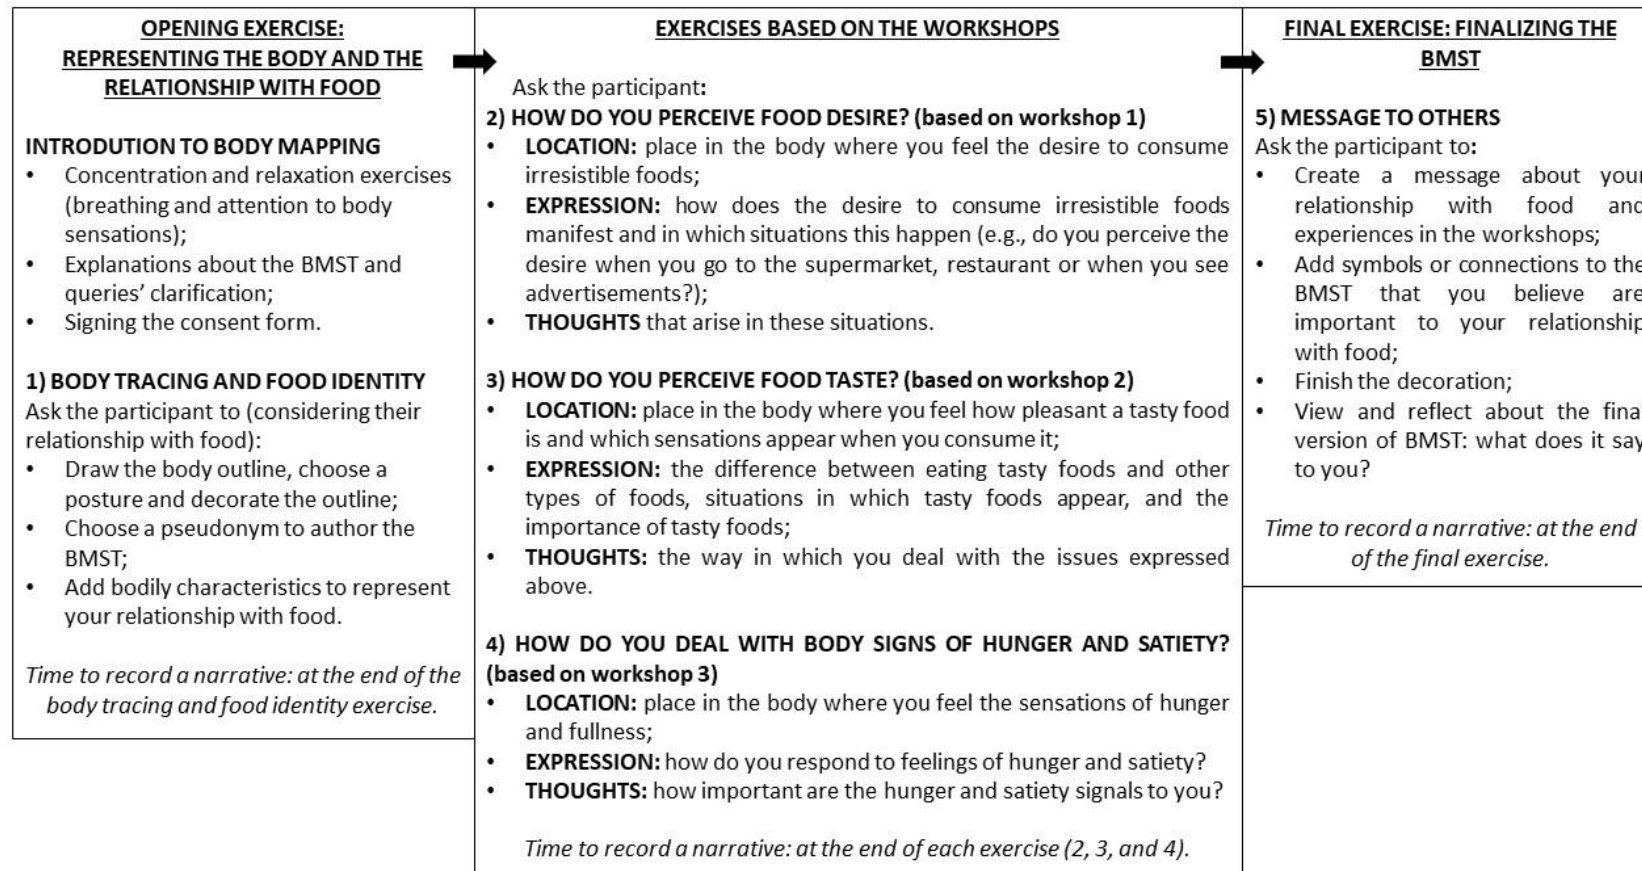 OPENING EXERCISE:
REPRESENTING THE BODY AND THE
RELATIONSHIP WITH FOOD
INTRODUTION TO BODY MAPPING
• Concentration and relaxation exercises
(breathing and attention to body
sensations);
• Explanations about the BMST and
queries’ clarification;
• Signing the consent form.
1) BODY TRACING AND FOOD IDENTITY
Ask the participant to (considering their
relationship with food):
• Draw the body outline, choose a
posture and decorate the outline;
• Choose a pseudonym to author the
BMST;
• Add bodily characteristics to represent
your relationship with food.
Time to record a narrative: at the end of the
body tracing and food identity exercise.
EXERCISES BASED ON THE WORKSHOPS
Ask the participant:
2) HOW DO YOU PERCEIVE FOOD DESIRE? (based on workshop 1)
• LOCATION: place in the body where you feel the desire to consume
irresistible foods;
• EXPRESSION: how does the desire to consume irresistible foods
manifest and in which situations this happen (e.g., do you perceive the
desire when you go to the supermarket, restaurant or when you see
advertisements?);
• THOUGHTS that arise in these situations.
3) HOW DO YOU PERCEIVE FOOD TASTE? (based on workshop 2)
• LOCATION: place in the body where you feel how pleasant a tasty food
is and which sensations appear when you consume it;
• EXPRESSION: the difference between eating tasty foods and other
types of foods, situations in which tasty foods appear, and the
importance of tasty foods;
• THOUGHTS: the way in which you deal with the issues expressed
above.
4) HOW DO YOU DEAL WITH BODY SIGNS OF HUNGER AND SATIETY?
(based on workshop 3)
• LOCATION: place in the body where you feel the sensations of hunger
and fullness;
• EXPRESSION: how do you respond to feelings of hunger and satiety?
• THOUGHTS: how important are the hunger and satiety signals to you?
Time to record a narrative: at the end of each exercise (2, 3, and 4).
FINAL EXERCISE: FINALIZING THE
BMST
5) MESSAGE TO OTHERS
Ask the participant to:
• Create a message about your
relationship with food and
experiences in the workshops;
• Add symbols or connections to the
BMST that you believe are
important to your relationship
with food;
• Finish the decoration;
• View and reflect about the final
version of BMST: what does it say
to you?
Time to record a narrative: at the end
of the final exercise.